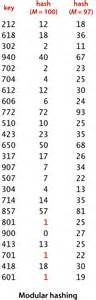 key hash (M = 100) hash (M = 97)
212 12 18
618 18 36
302 2 11
940 40 67
702 2 23
704 4 25
612 12 30
606 6 24
772 72 93
510 10 25
423 23 35
650 50 68
317 17 26
907 7 34
507 7 22
304 4 13
714 14 35
857 57 81
801 1 25
900 0 27
413 13 25
701 1 22
418 18 30
601 1 19
Modular hashing